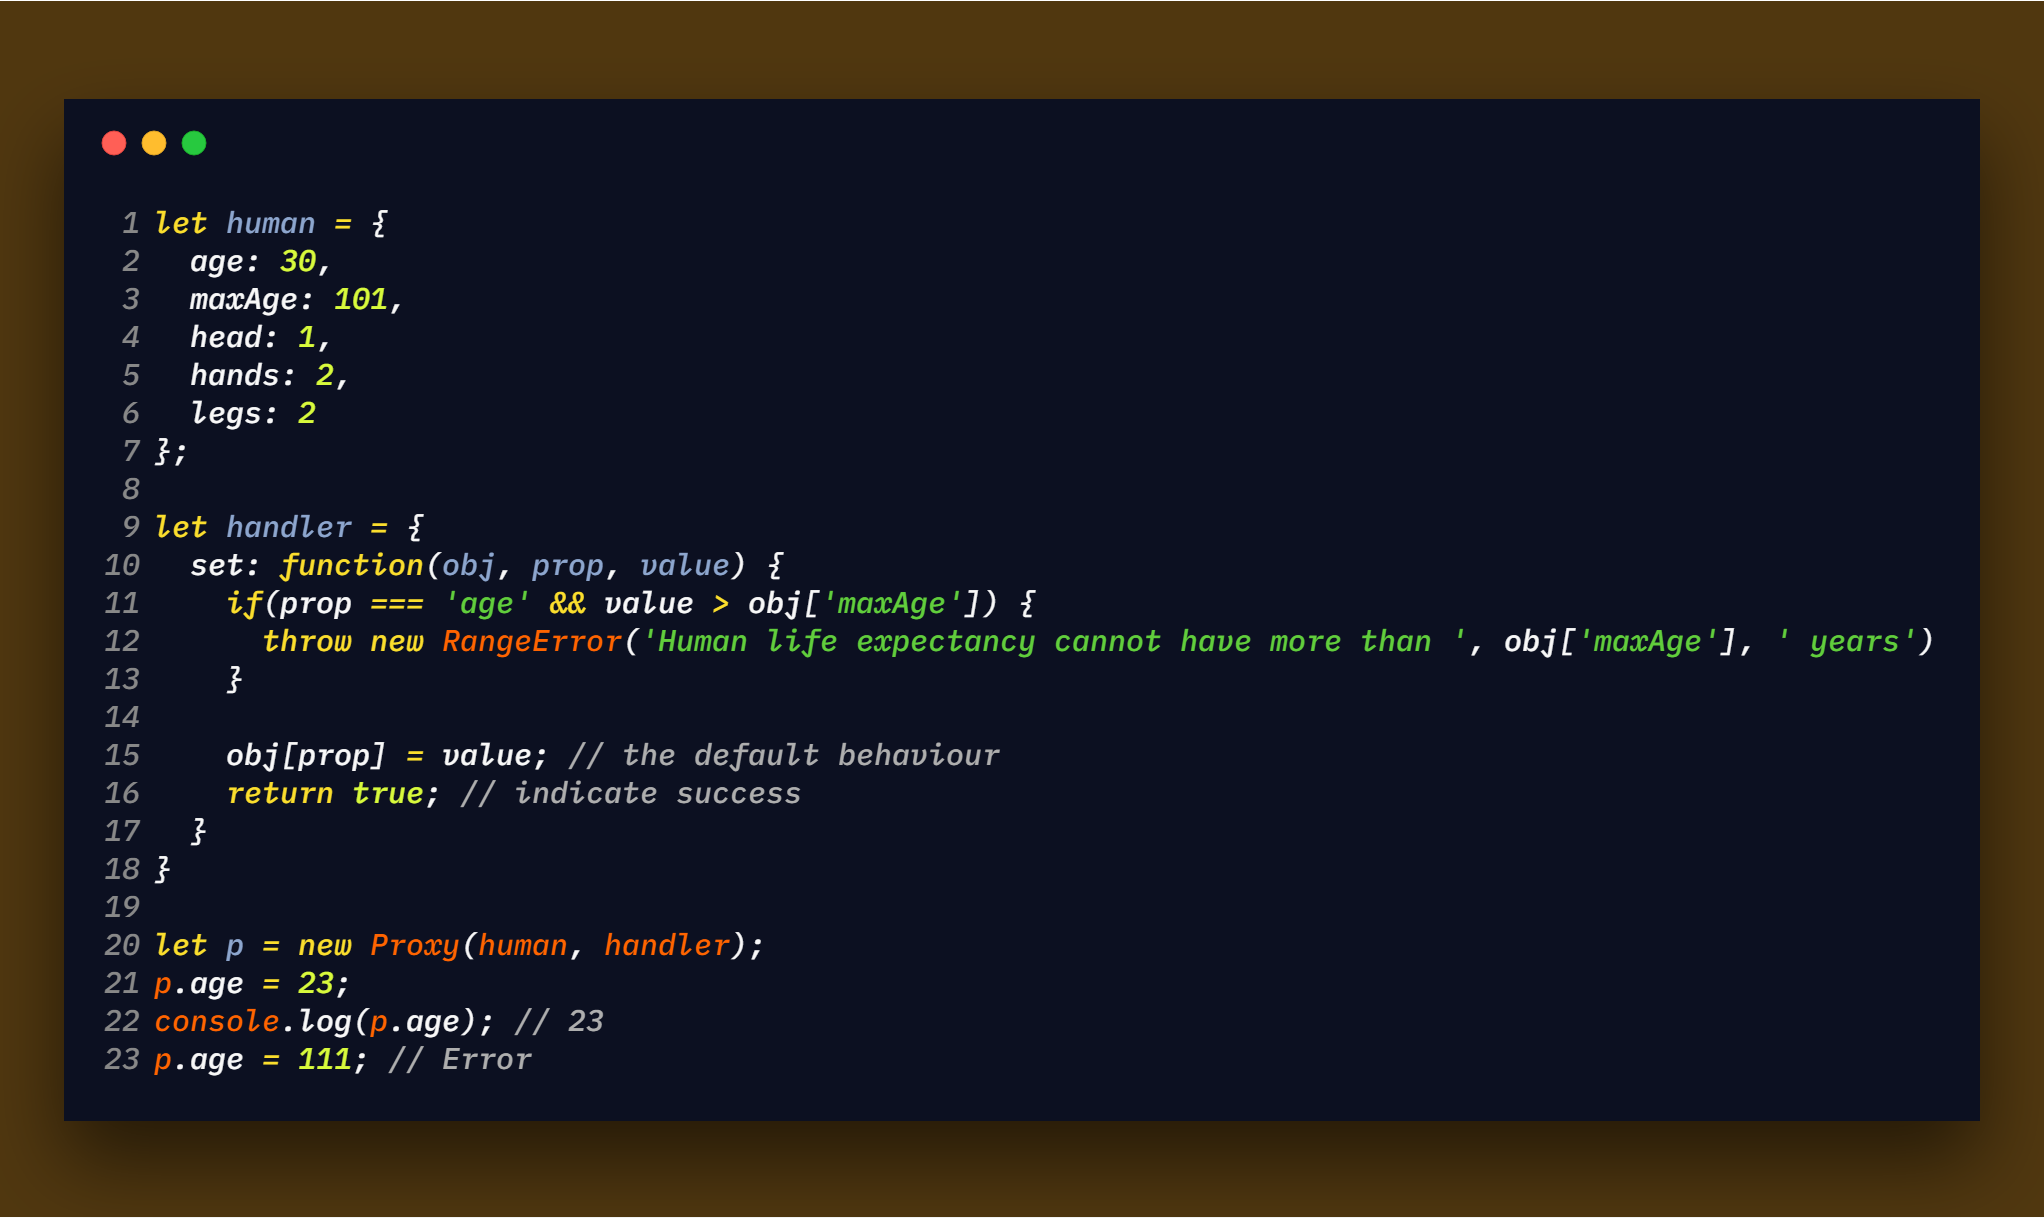 1 let human = {
2   age: 30,
3   maxAge: 101,
4   head: 1,
5   hands: 2,
6   legs: 2
7 };
8
9 let handler = {
10   set: function(obj, prop, value) {
11     if(prop === 'age' && value > obj['maxAge']) {
12       throw new RangeError('Human life expectancy cannot have more than ', obj['maxAge'], ' years')
13     }
14
15     obj[prop] = value; // the default behaviour
16     return true; // indicate success
17   }
18 }
19
20 let p = new Proxy(human, handler);
21 p.age = 23;
22 console.log(p.age); // 23
23 p.age = 111; // Error